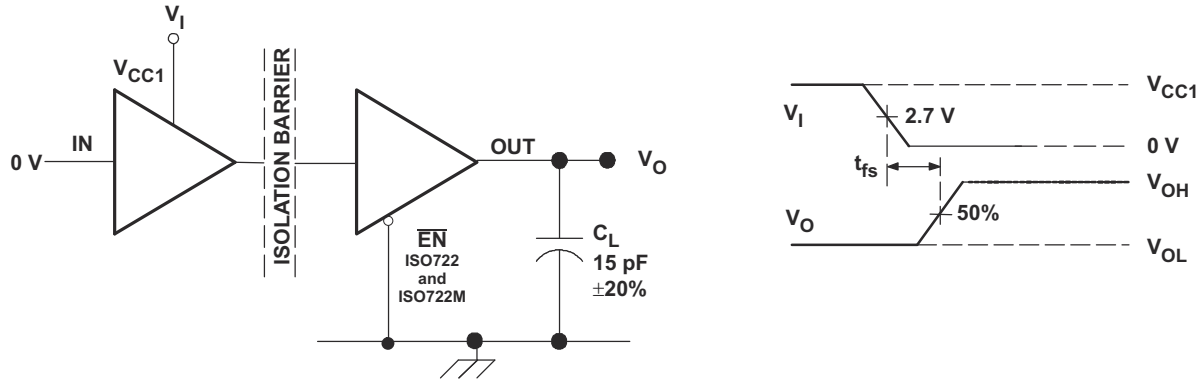 V_I
V_CC1
IN
0 V
ISOLATION BARRIER
OUT
V_O
EN
ISO722
and
ISO722M
C_L
15 pF
±20%
V_I
2.7 V
V_CC1
0 V
t_fs
V_OH
V_O
50%
V_OL